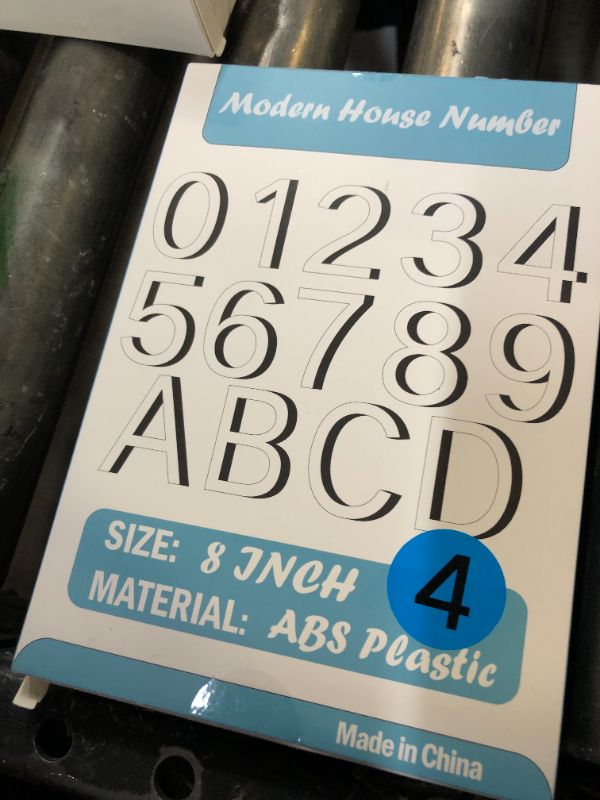 Modern House Number
01234
56789
ABCD
SIZE: 8 INCH
4
MATERIAL: ABS Plastic
Made in China